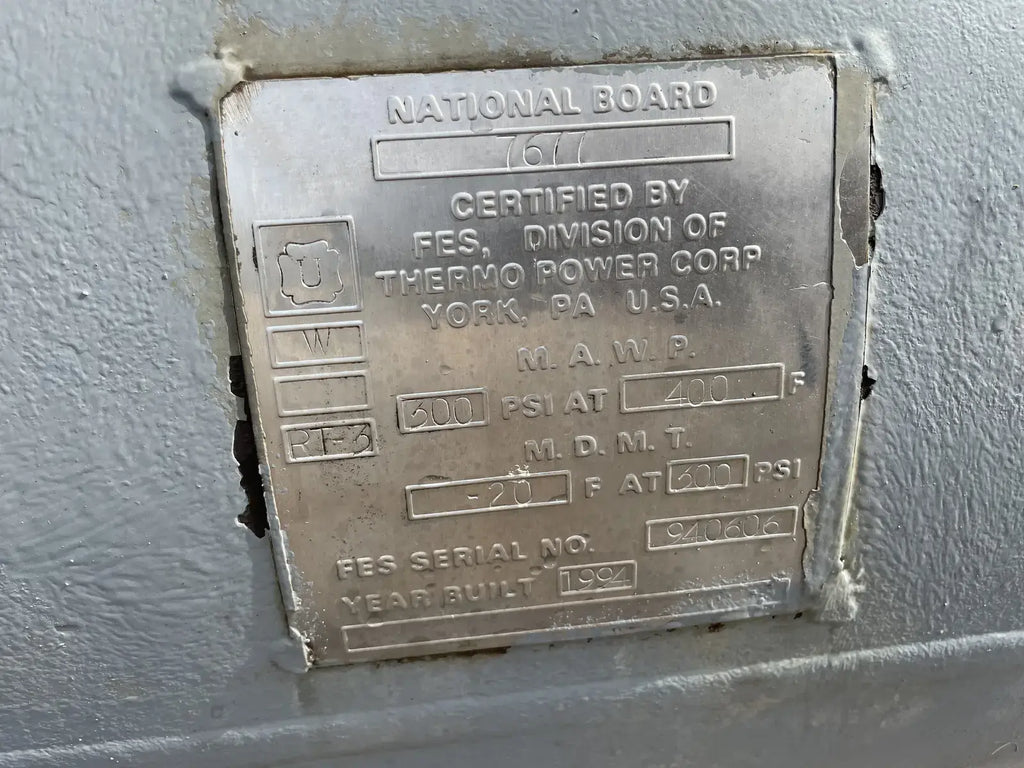 NATIONAL BOARD
7677
CERTIFIED BY
FES, DIVISION OF
THERMO POWER CORP
YORK, PA U.S.A.
U
W
RT-3
M. A. W. P.
300 PSI AT 400 F
M. D. M. T.
-20 F AT 300 PSI
FES SERIAL NO. 940606
YEAR BUILT 1994